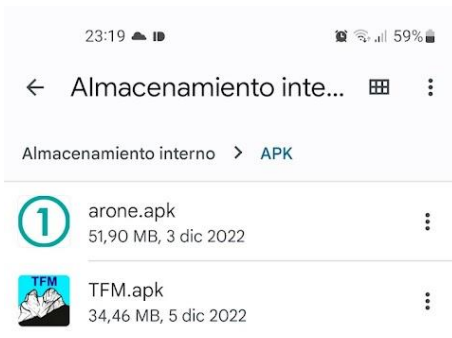 23:19 59%
Almacenamiento inte...
Almacenamiento interno > APK
1 arone.apk
51,90 MB, 3 dic 2022
TFM
TFM.apk
34,46 MB, 5 dic 2022